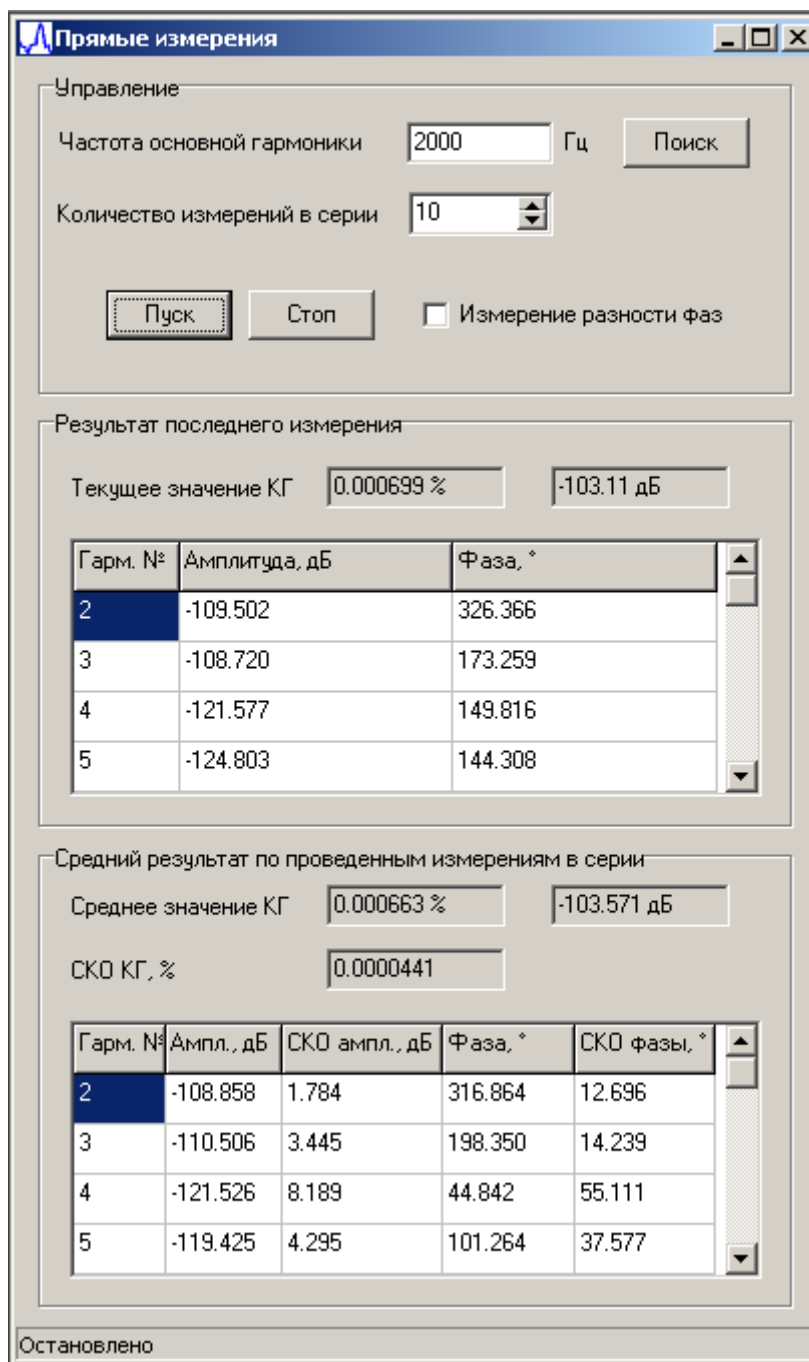 Прямые измерения
Управление
Частота основной гармоники 2000 Гц Поиск
Количество измерений в серии 10
Пуск Стоп Измерение разности фаз
Результат последнего измерения
Текущее значение КГ 0.000699 % -103.11 дБ
Гарм. № Амплитуда, дБ Фаза, °
2 -109.502 326.366
3 -108.720 173.259
4 -121.577 149.816
5 -124.803 144.308
Средний результат по проведенным измерениям в серии
Среднее значение КГ 0.000663 % -103.571 дБ
СКО КГ, % 0.0000441
Гарм. № Ампл., дБ СКО ампл., дБ Фаза, ° СКО фазы, °
2 -108.858 1.784 316.864 12.696
3 -110.506 3.445 198.350 14.239
4 -121.526 8.189 44.842 55.111
5 -119.425 4.295 101.264 37.577
Остановлено